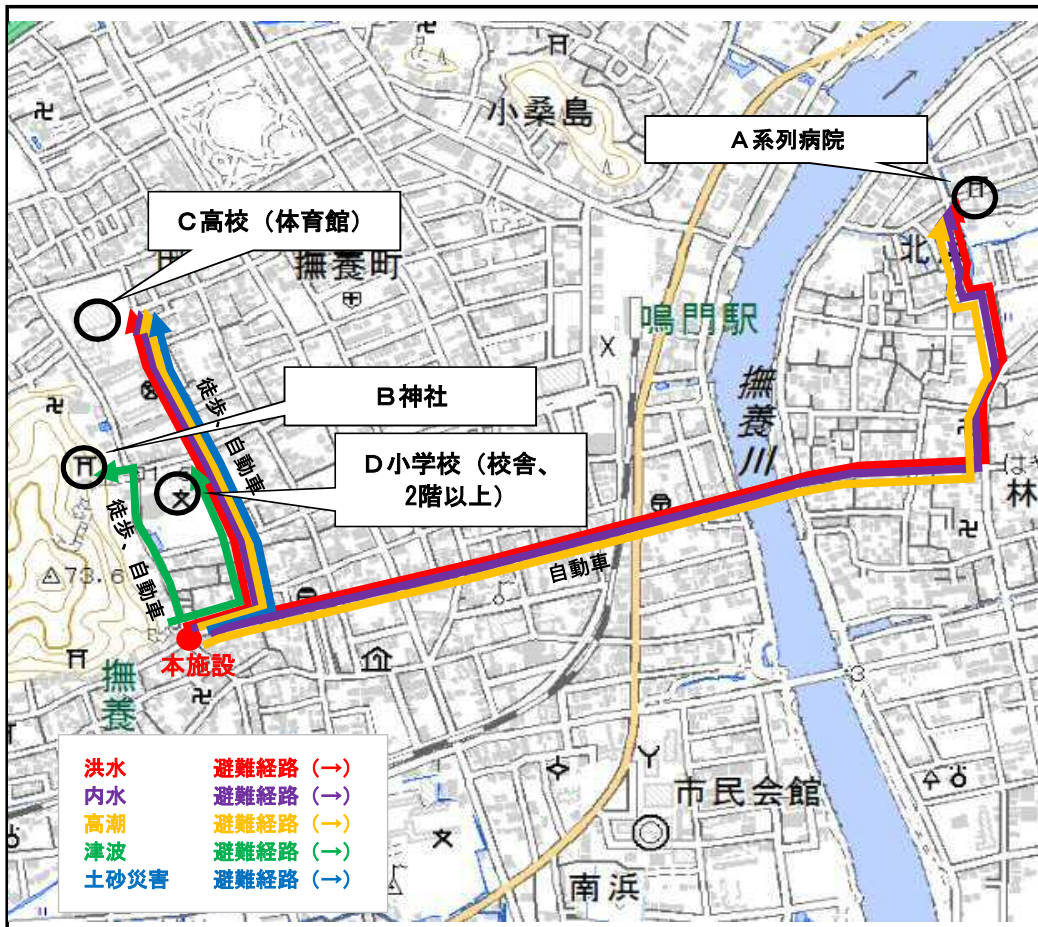 小桑島
A系列病院
C高校（体育館）
撫養町
鳴門駅
撫養川
B神社
徒歩、自動車
D小学校（校舎、
2階以上）
徒歩、自動車
73.6
林
自動車
本施設
撫養
市民会館
南浜
洪水 避難経路（→）
内水 避難経路（→）
高潮 避難経路（→）
津波 避難経路（→）
土砂災害 避難経路（→）